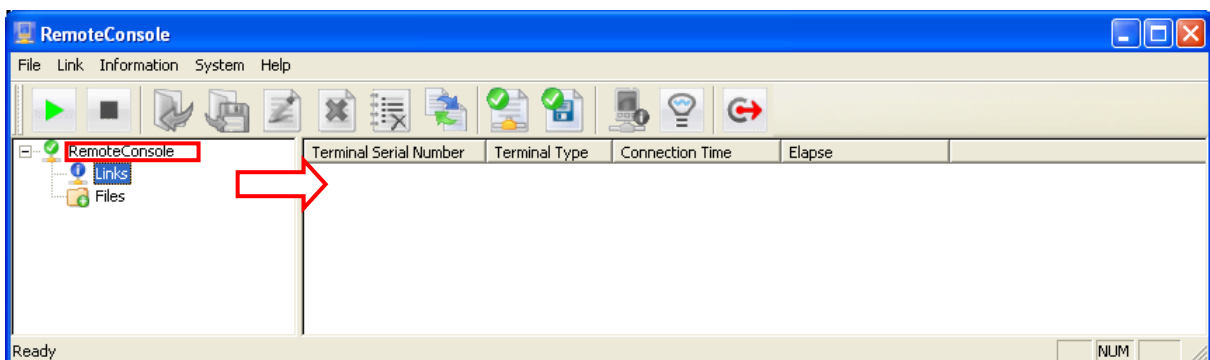 RemoteConsole
File Link Information System Help
RemoteConsole
Terminal Serial Number Terminal Type Connection Time Elapse
Links
Files
Ready NUM